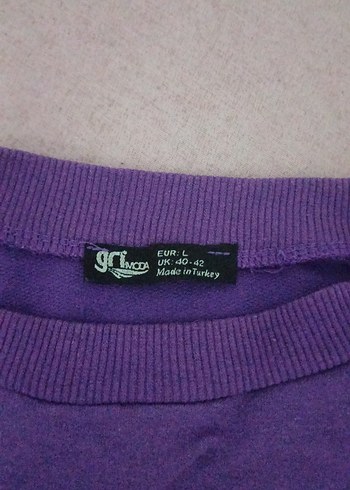 gri MODA
EUR: L
UK: 40-42
Made in Turkey